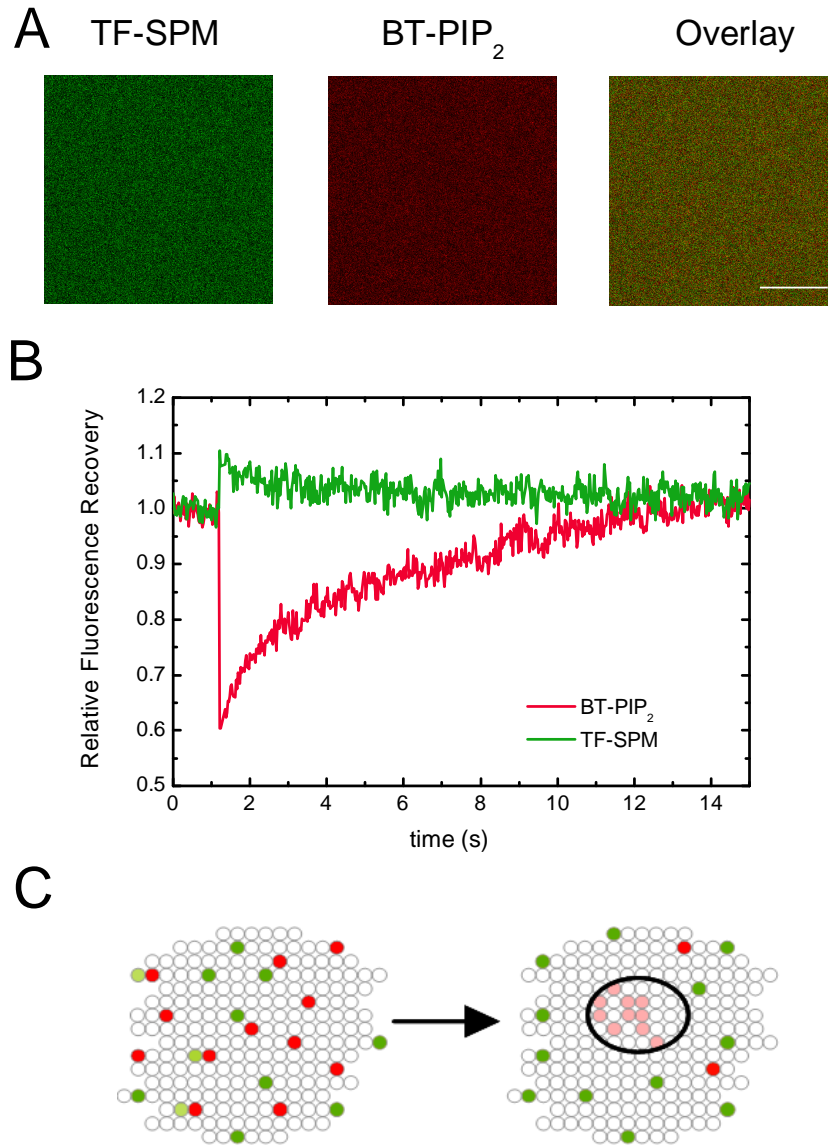 A
TF-SPM BT-PIP₂ Overlay
B
Relative Fluorescence Recovery
1.2
1.1
1.0
0.9
0.8
0.7
0.6
0.5
BT-PIP₂
TF-SPM
0 2 4 6 8 10 12 14
time (s)
C